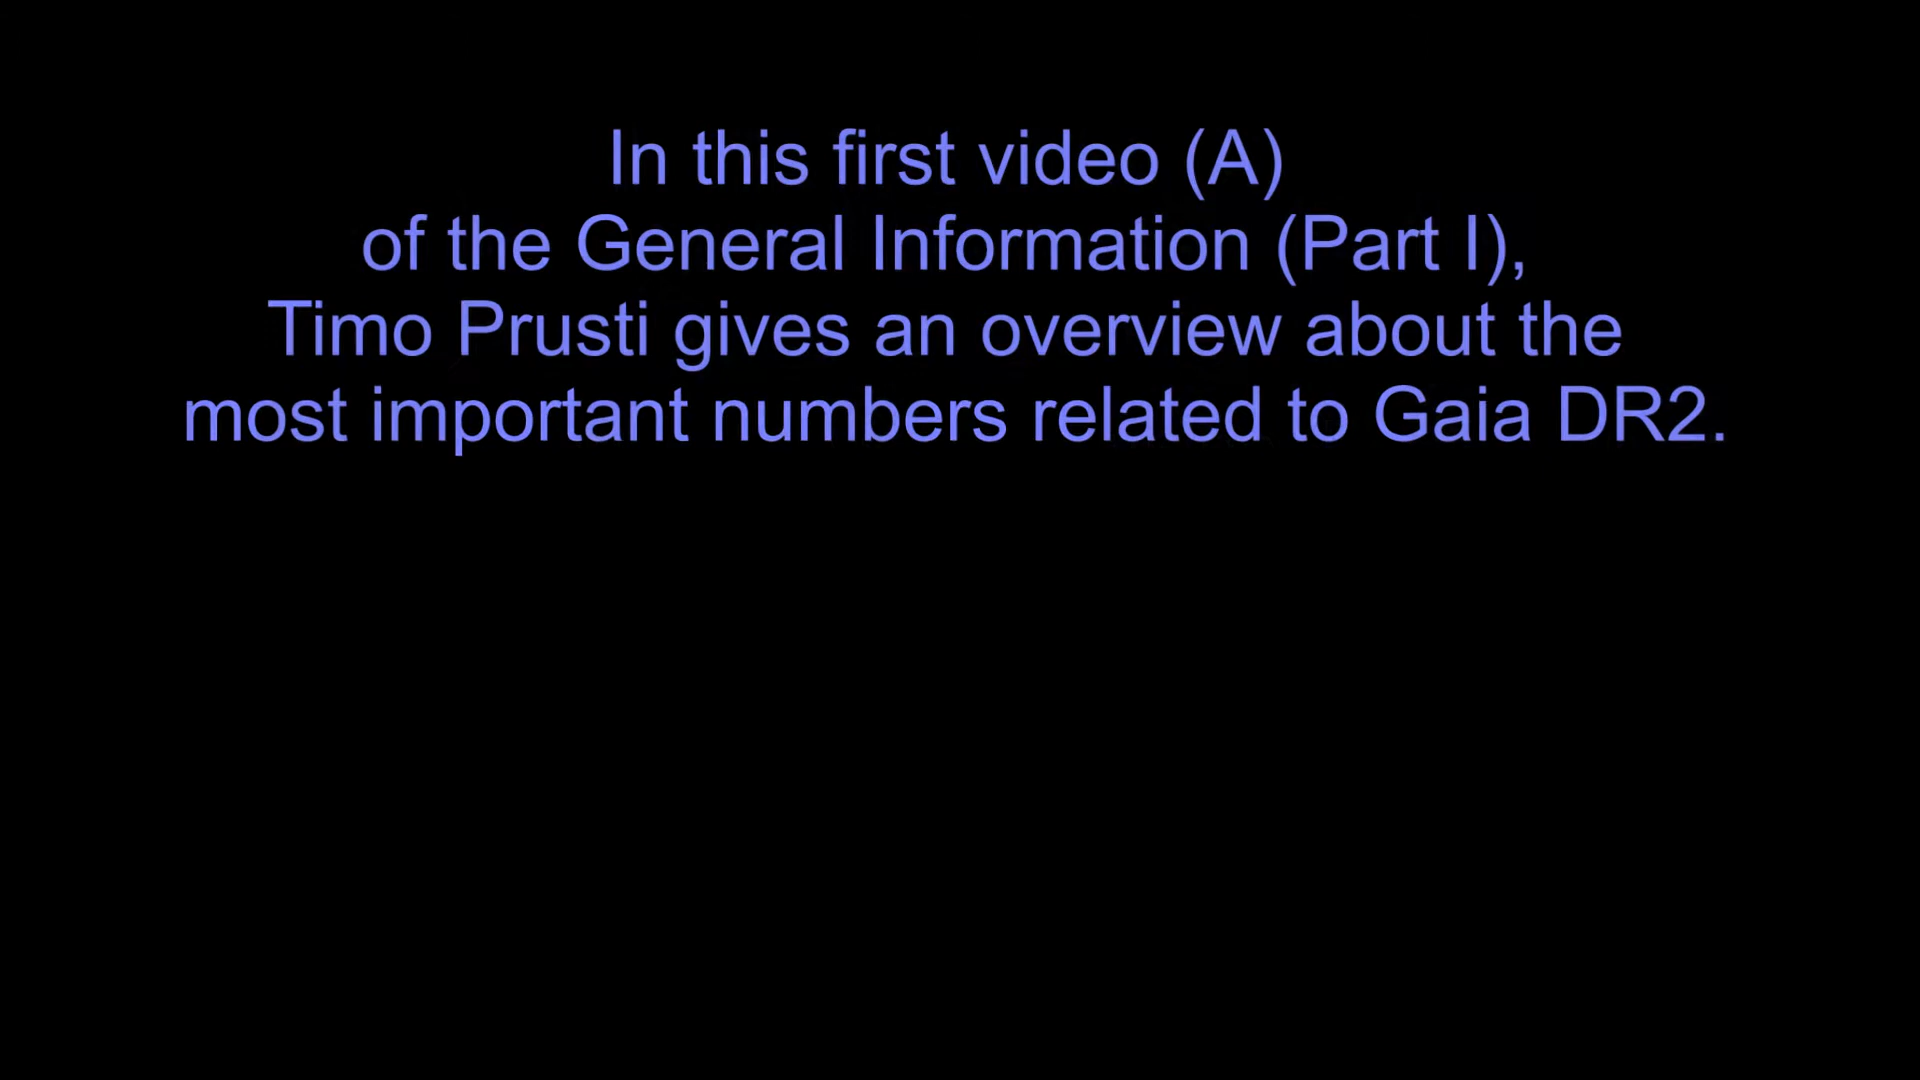 In this first video (A)
of the General Information (Part I),
Timo Prusti gives an overview about the
most important numbers related to Gaia DR2.